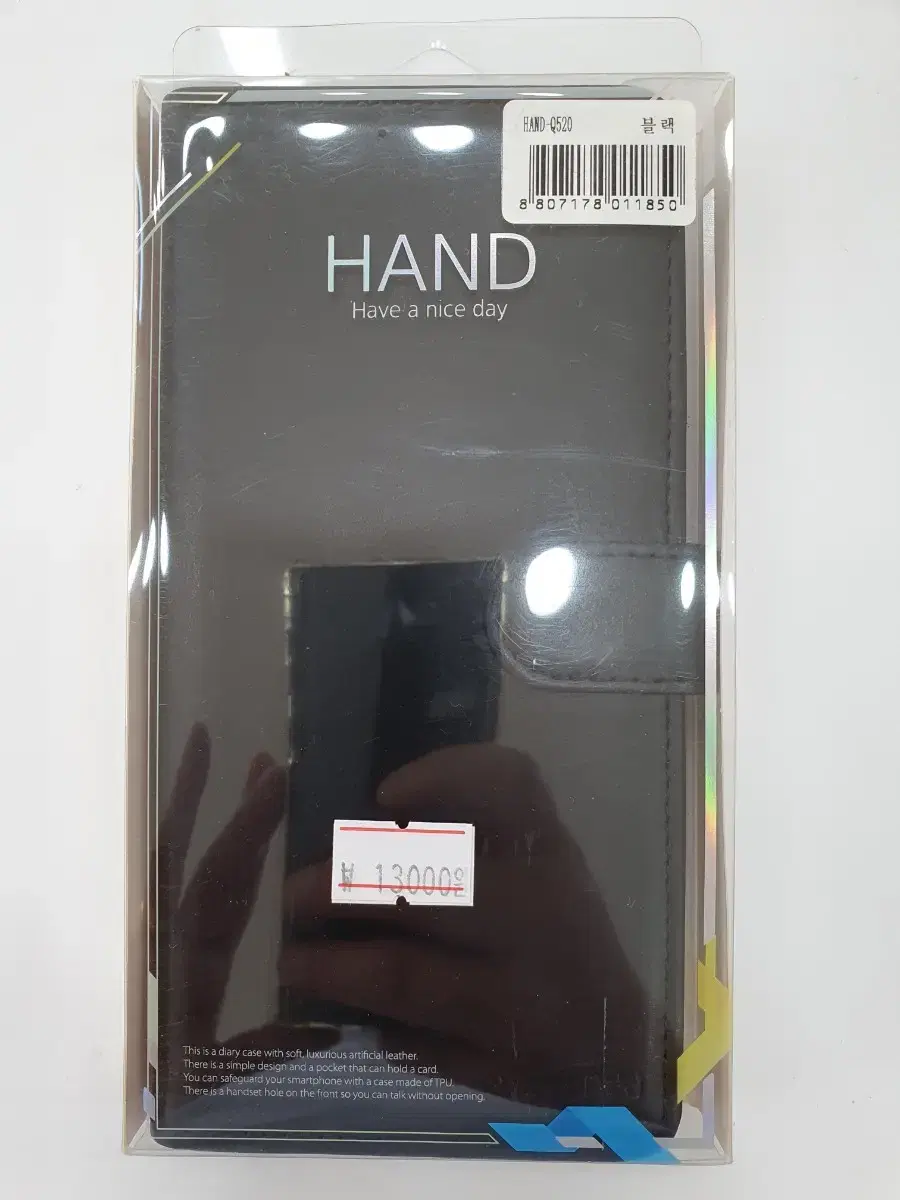 HAND-Q520 블랙
8 807178 011850
HAND
Have a nice day
₩ 13000원
This is a diary case with soft, luxurious artificial leather.
There is a simple design and a pocket that can hold a card.
You can safeguard your smartphone with a case made of TPU.
There is a handset hole on the front so you can talk without opening.